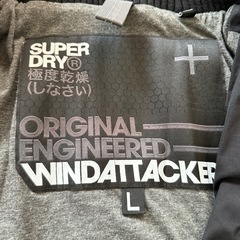 SUPER
DRY®
極度乾燥
(しなさい)
ORIGINAL
ENGINEERED
WINDATTACKER
L